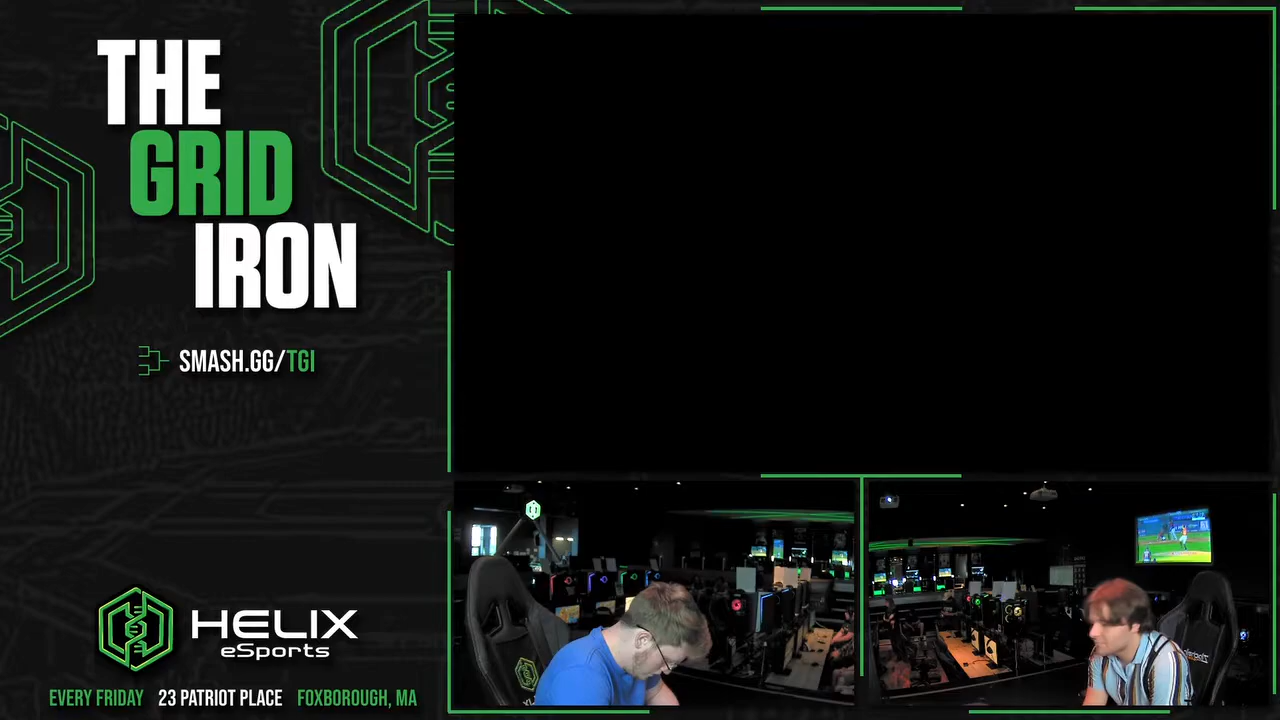 THE
GRID
IRON
SMASH.GG/TGI
HELIX
eSports
EVERY FRIDAY 23 PATRIOT PLACE FOXBOROUGH, MA